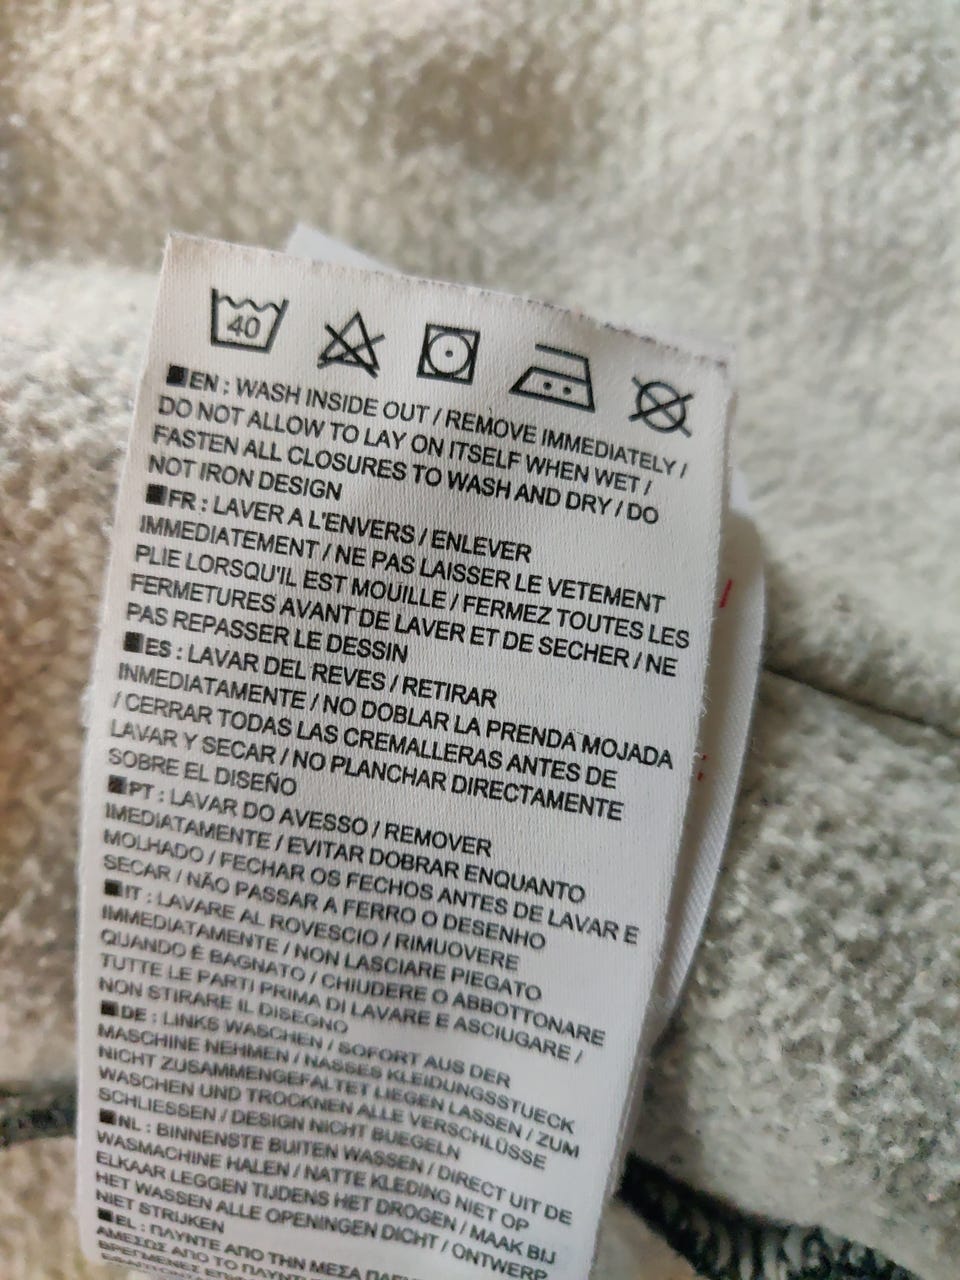 40
EN : WASH INSIDE OUT / REMOVE IMMEDIATELY /
DO NOT ALLOW TO LAY ON ITSELF WHEN WET /
FASTEN ALL CLOSURES TO WASH AND DRY / DO
NOT IRON DESIGN
FR : LAVER A L'ENVERS / ENLEVER
IMMEDIATEMENT / NE PAS LAISSER LE VETEMENT
PLIE LORSQU'IL EST MOUILLE / FERMEZ TOUTES LES
FERMETURES AVANT DE LAVER ET DE SECHER / NE
PAS REPASSER LE DESSIN
ES : LAVAR DEL REVES / RETIRAR
INMEDIATAMENTE / NO DOBLAR LA PRENDA MOJADA
/ CERRAR TODAS LAS CREMALLERAS ANTES DE
LAVAR Y SECAR / NO PLANCHAR DIRECTAMENTE
SOBRE EL DISEÑO
PT : LAVAR DO AVESSO / REMOVER
IMEDIATAMENTE / EVITAR DOBRAR ENQUANTO
MOLHADO / FECHAR OS FECHOS ANTES DE LAVAR E
SECAR / NÃO PASSAR A FERRO O DESENHO
IT : LAVARE AL ROVESCIO / RIMUOVERE
IMMEDIATAMENTE / NON LASCIARE PIEGATO
QUANDO È BAGNATO / CHIUDERE O ABBOTTONARE
TUTTE LE PARTI PRIMA DI LAVARE E ASCIUGARE /
NON STIRARE IL DISEGNO
DE : LINKS WASCHEN / SOFORT AUS DER
MASCHINE NEHMEN / NASSES KLEIDUNGSSTUECK
NICHT ZUSAMMENGEFALTET LIEGEN LASSEN / ZUM
WASCHEN UND TROCKNEN ALLE VERSCHLÜSSE
SCHLIESSEN / DESIGN NICHT BUEGELN
NL : BINNENSTE BUITEN WASSEN / DIRECT UIT DE
WASMACHINE HALEN / NATTE KLEDING NIET OP
ELKAAR LEGGEN TIJDENS HET DROGEN / MAAK BIJ
HET WASSEN ALLE OPENINGEN DICHT / ONTWERP
NIET STRIJKEN
EL : ΠΛΥΝΤΕ ΑΠΟ ΤΗΝ ΜΕΣΑ
ΑΜΕΣΩΣ ΑΠΟ ΤΟ